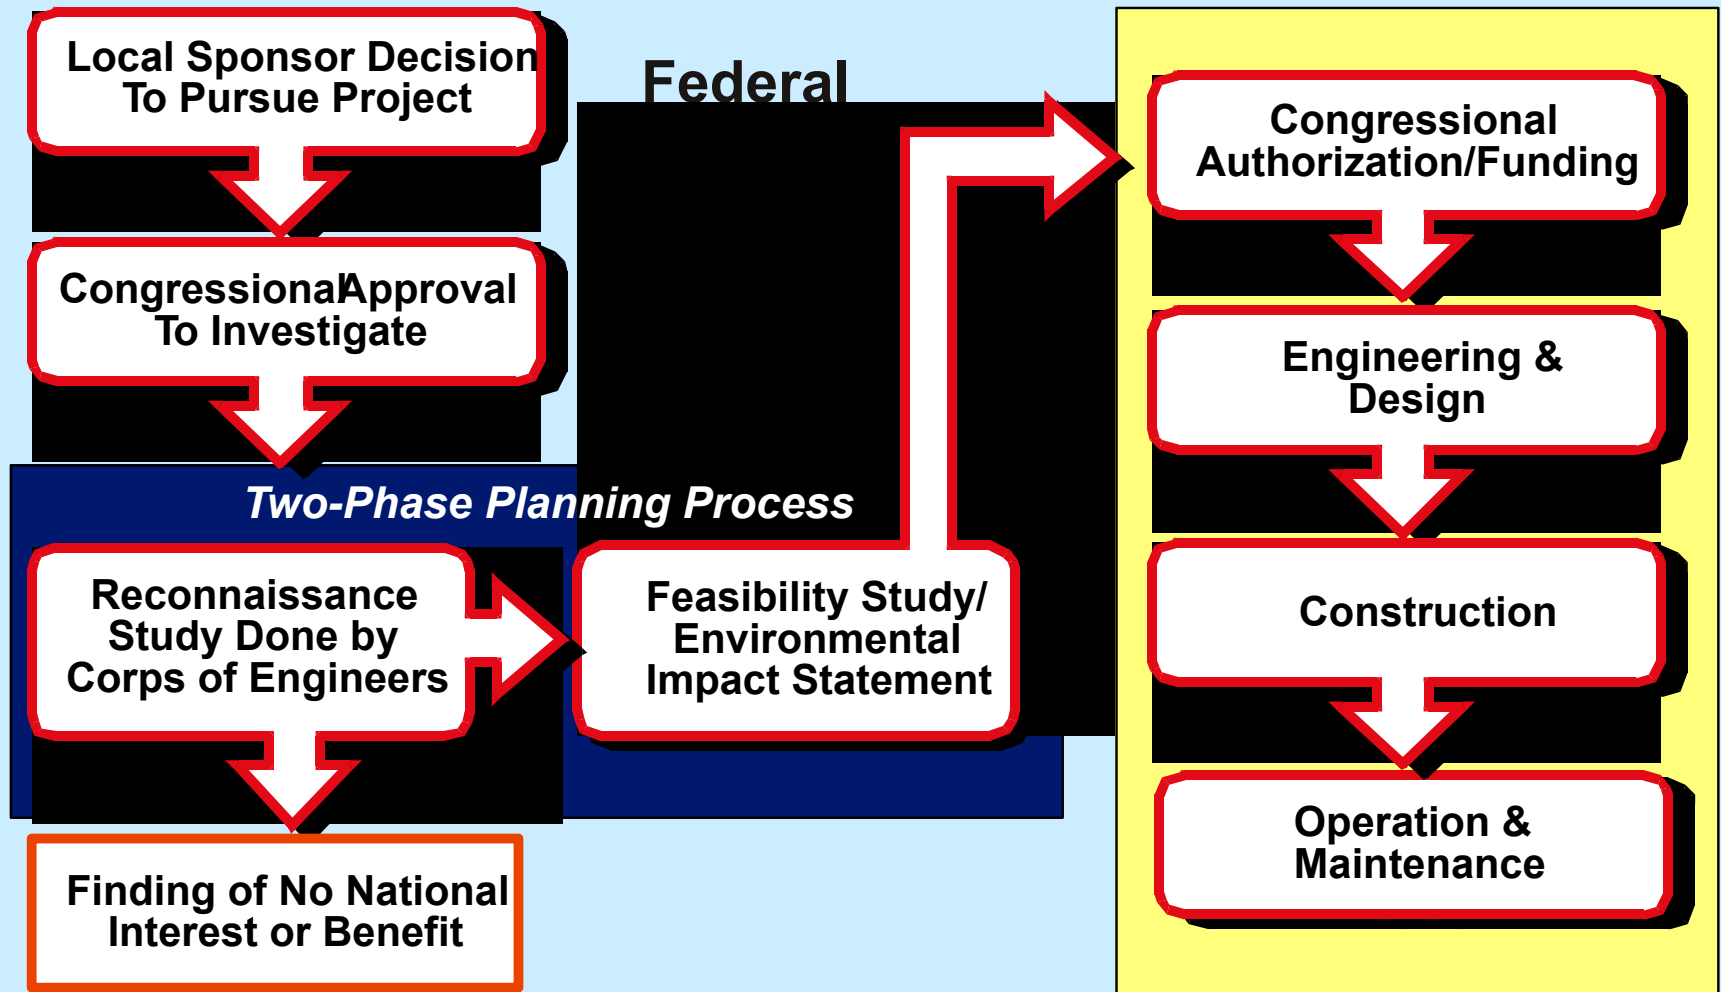 Local Sponsor Decision
To Pursue Project
Congressional Approval
To Investigate
Two-Phase Planning Process
Reconnaissance
Study Done by
Corps of Engineers
Finding of No National
Interest or Benefit
Federal
Feasibility Study/
Environmental
Impact Statement
Congressional
Authorization/Funding
Engineering &
Design
Construction
Operation &
Maintenance